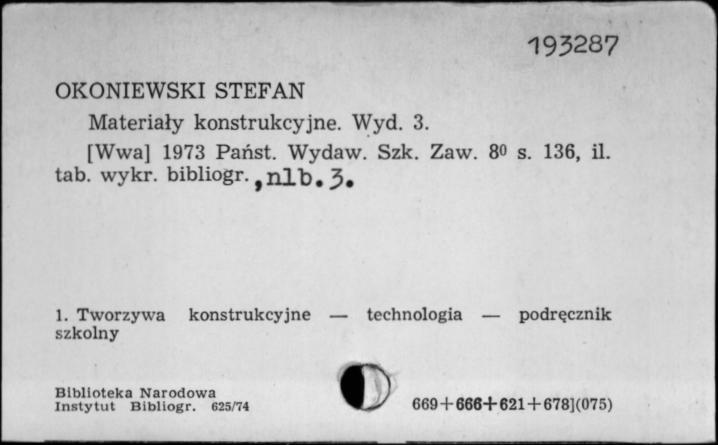 193287
OKONIEWSKI STEFAN
Materiały konstrukcyjne. Wyd. 3.
[Wwa] 1973 Państ. Wydaw. Szk. Zaw. 8⁰ s. 136, il.
tab. wykr. bibliogr. ,nlb.3.
1. Tworzywa konstrukcyjne — technologia — podręcznik
szkolny
Biblioteka Narodowa
Instytut Bibliogr. 625/74
669+666+621+678](075)